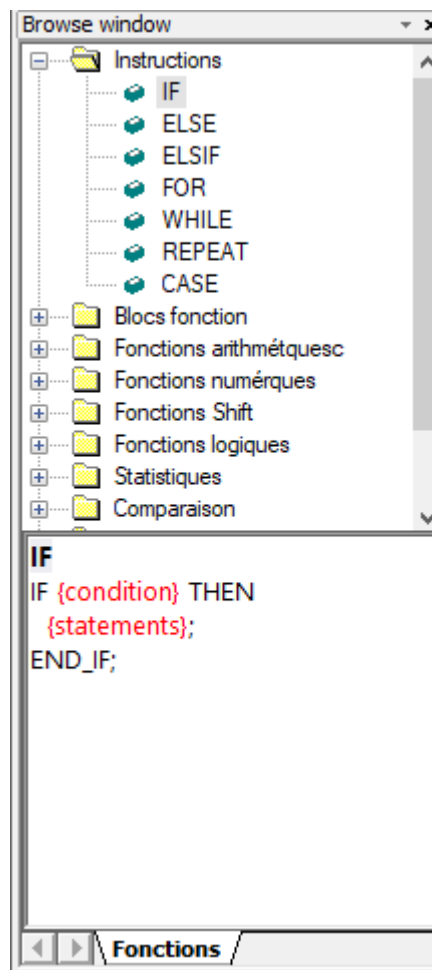 Browse window
Instructions
IF
ELSE
ELSIF
FOR
WHILE
REPEAT
CASE
Blocs fonction
Fonctions arithmétquesc
Fonctions numérques
Fonctions Shift
Fonctions logiques
Statistiques
Comparaison
IF
IF {condition} THEN
{statements};
END_IF;
Fonctions